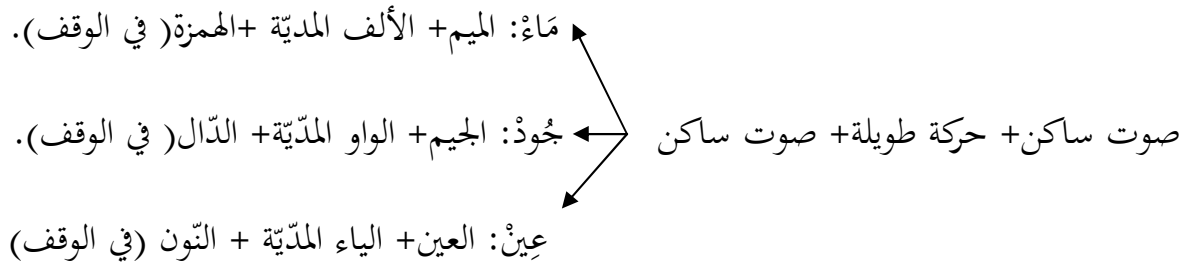 مَاءْ: الميم+ الألف المديّة +الهمزة( في الوقف).
صوت ساكن+ حركة طويلة+ صوت ساكن
جُودْ: الجيم+ الواو المدّيّة+ الدّال( في الوقف).
عِينْ: العين+ الياء المدّيّة + النّون (في الوقف)